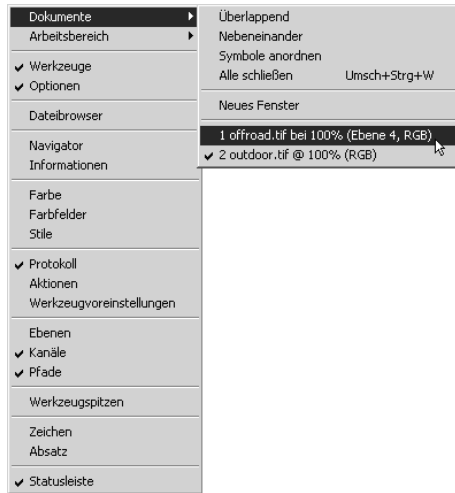 Dokumente
Arbeitsbereich
Werkzeuge
Optionen
Dateibrowser
Navigator
Informationen
Farbe
Farbfelder
Stile
Protokoll
Aktionen
Werkzeugvoreinstellungen
Ebenen
Kanäle
Pfade
Werkzeugspitzen
Zeichen
Absatz
Statusleiste
Überlappend
Nebeneinander
Symbole anordnen
Alle schließen Umsch+Strg+W
Neues Fenster
1 offroad.tif bei 100% (Ebene 4, RGB)
2 outdoor.tif @ 100% (RGB)